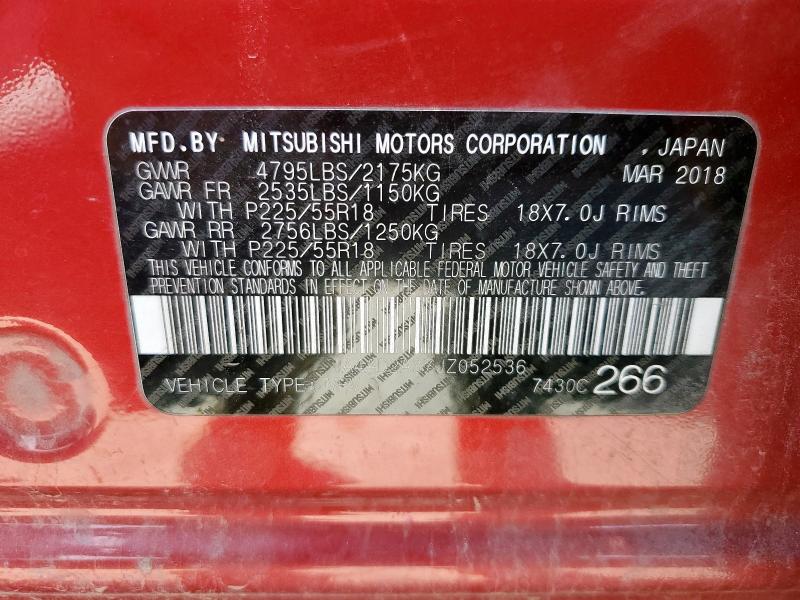 MFD.BY MITSUBISHI MOTORS CORPORATION , JAPAN
GVWR 4795LBS/2175KG MAR 2018
GAWR FR 2535LBS/1150KG
WITH P225/55R18 TIRES 18X7.0J RIMS
GAWR RR 2756LBS/1250KG
WITH P225/55R18 TIRES 18X7.0J RIMS
THIS VEHICLE CONFORMS TO ALL APPLICABLE FEDERAL MOTOR VEHICLE SAFETY AND THEFT
PREVENTION STANDARDS IN EFFECT ON THE DATE OF MANUFACTURE SHOWN ABOVE.
JZ052536
VEHICLE TYPE: 7430C 266